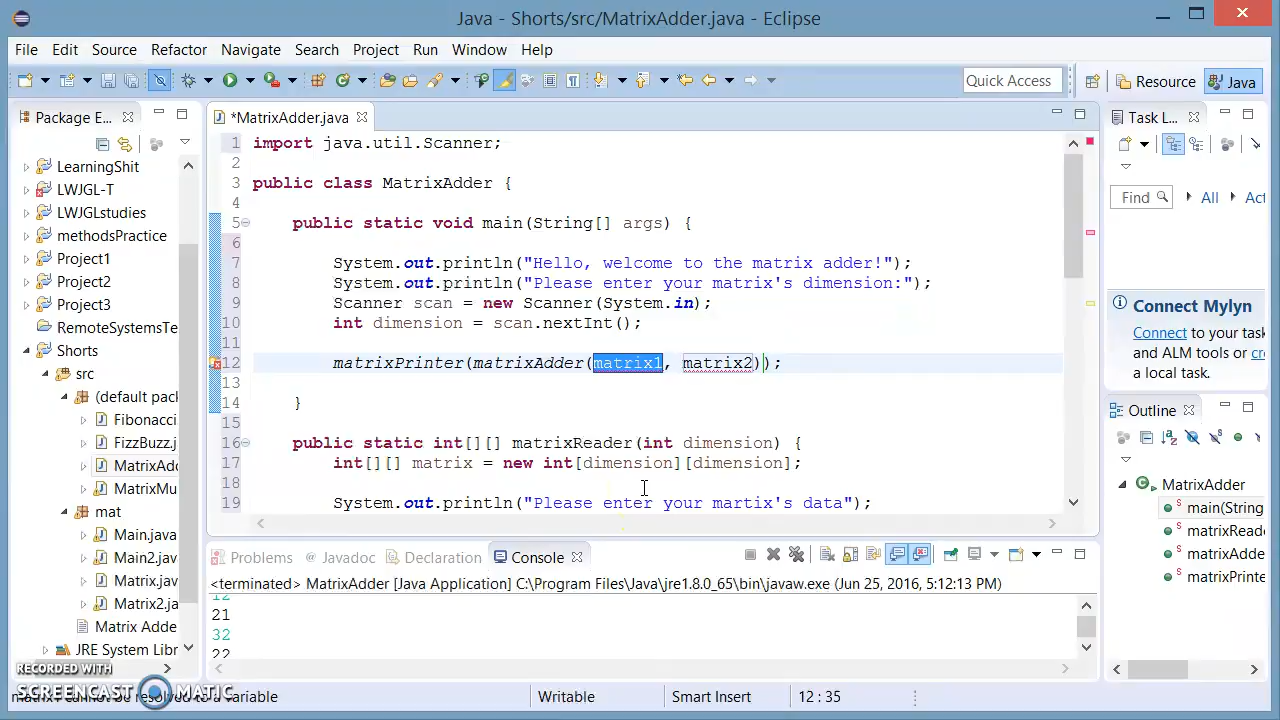 Java - Shorts/src/MatrixAdder.java - Eclipse
File Edit Source Refactor Navigate Search Project Run Window Help
Quick Access
Resource
Java
Package E...
*MatrixAdder.java
Task L...
LearningShit
LWJGL-T
LWJGLstudies
methodsPractice
Project1
Project2
Project3
RemoteSystemsTe
Shorts
src
(default pac
Fibonacci
FizzBuzz.j
MatrixAdd
MatrixMu
mat
Main.java
Main2.jav
Matrix.jav
Matrix2.ja
Matrix Adde
JRE System Libr
1 import java.util.Scanner;
2
3 public class MatrixAdder {
4
5 public static void main(String[] args) {
6
7 System.out.println("Hello, welcome to the matrix adder!");
8 System.out.println("Please enter your matrix's dimension:");
9 Scanner scan = new Scanner(System.in);
10 int dimension = scan.nextInt();
11
12 matrixPrinter(matrixAdder(matrix1, matrix2));
13
14 }
15
16 public static int[][] matrixReader(int dimension) {
17 int[][] matrix = new int[dimension][dimension];
18
19 System.out.println("Please enter your martix's data");
Find All Act
Connect Mylyn
Connect to your task
and ALM tools or cre
a local task.
Outline
MatrixAdder
main(String
matrixReade
matrixAdde
matrixPrinte
Problems Javadoc Declaration Console
<terminated> MatrixAdder [Java Application] C:\Program Files\Java\jre1.8.0_65\bin\javaw.exe (Jun 25, 2016, 5:12:13 PM)
12
21
32
22
RECORDED WITH
SCREENCAST MATIC
Writable
Smart Insert
12 : 35